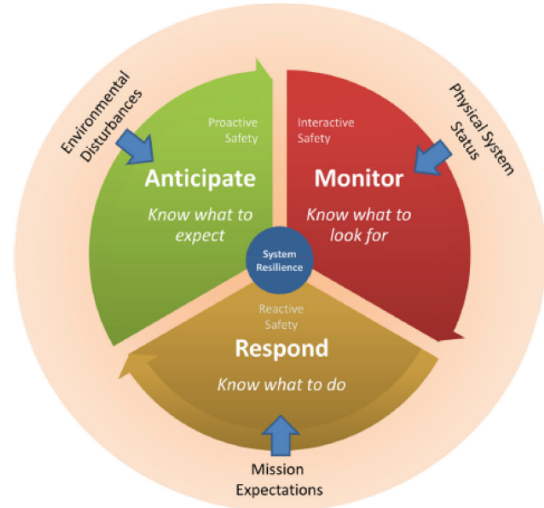 Environmental
Disturbances
Proactive
Safety
Anticipate
Know what to
expect
Interactive
Safety
Monitor
Know what to
look for
Physical System
Status
System
Resilience
Reactive
Safety
Respond
Know what to do
Mission
Expectations